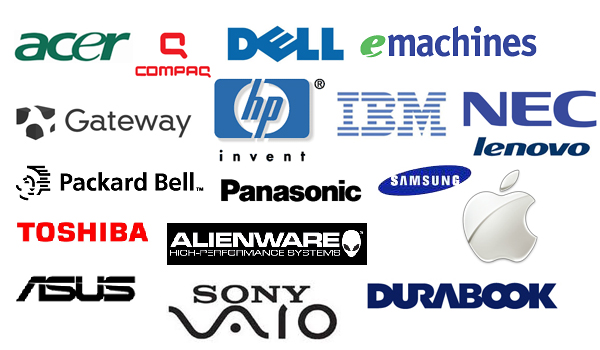 acer
COMPAQ
DELL
emachines
Gateway
hp ®
invent
IBM
NEC
lenovo
Packard Bell™
Panasonic
SAMSUNG
TOSHIBA
ALIENWARE
HIGH-PERFORMANCE SYSTEMS
ASUS
SONY
VAIO
DURABOOK